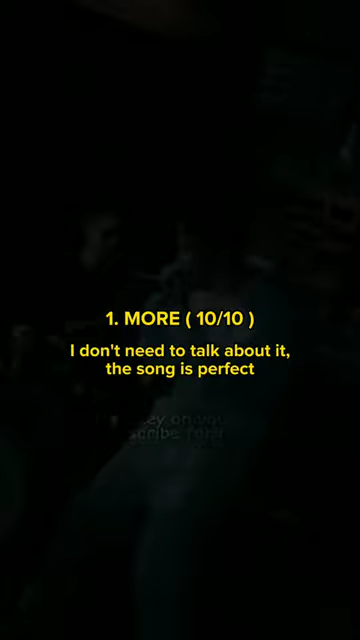 1. MORE ( 10/10 )
I don't need to talk about it,
the song is perfect